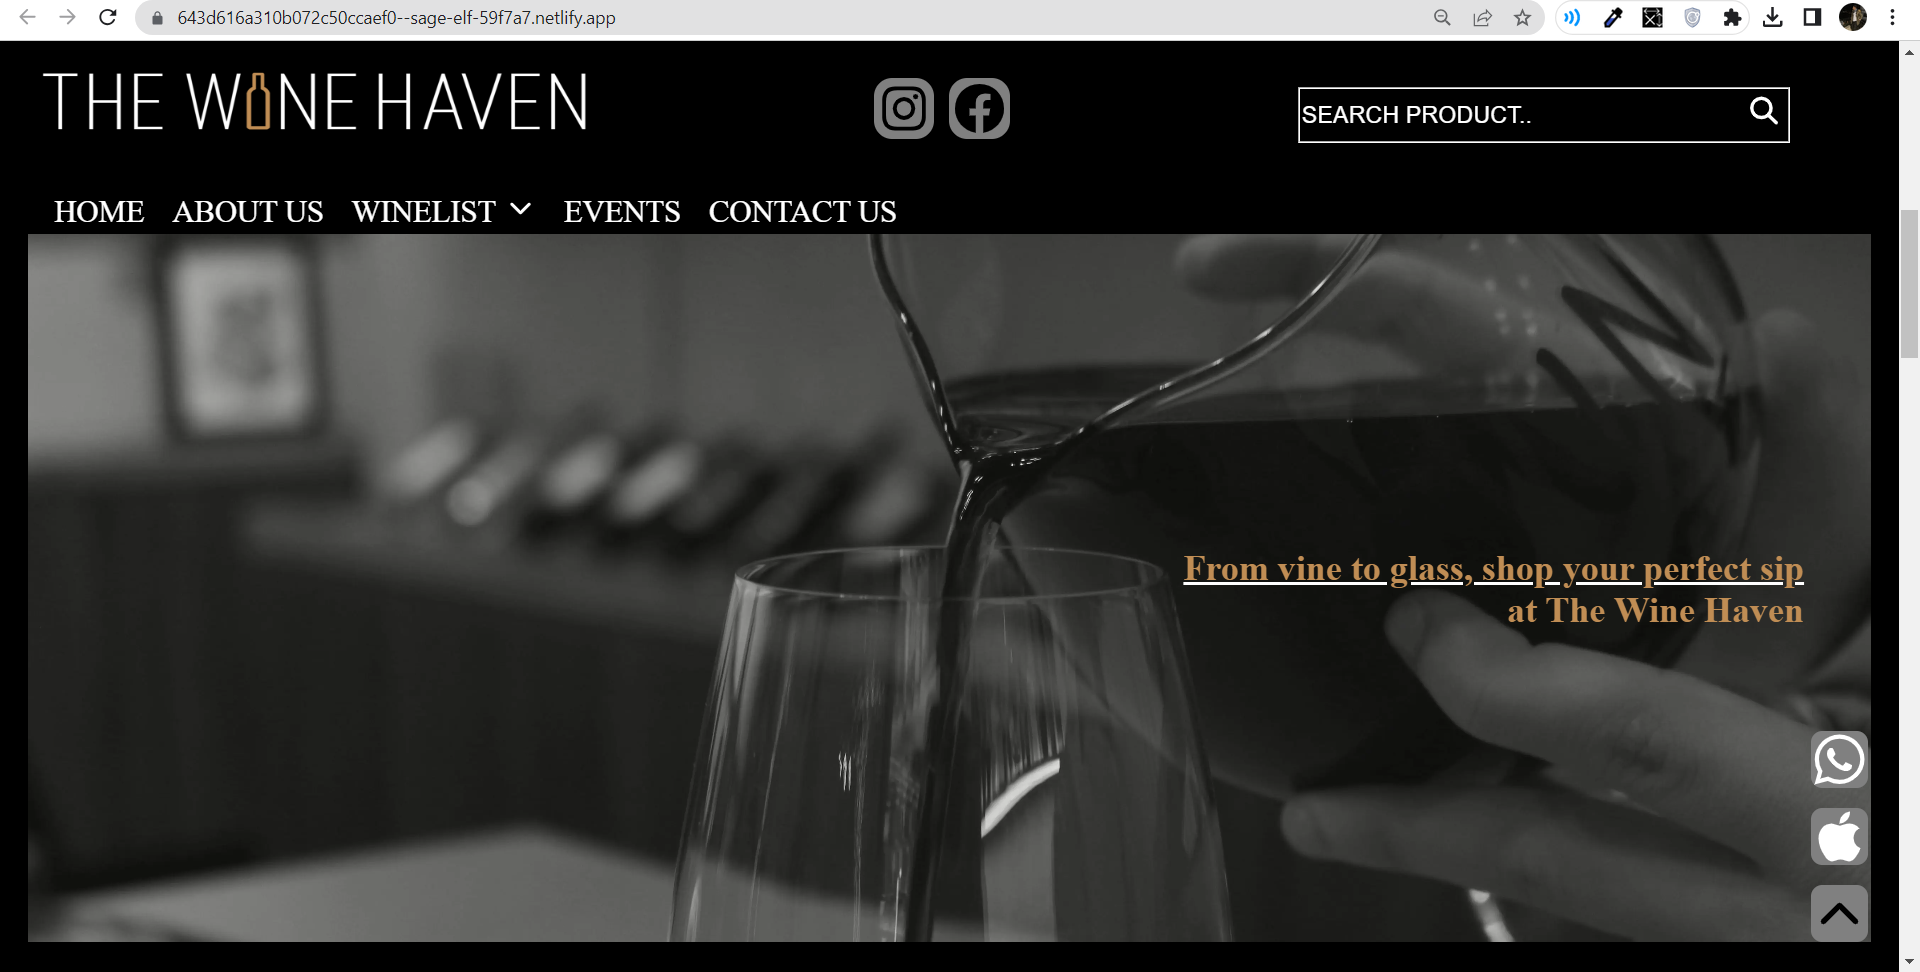 643d616a310b072c50ccaef0--sage-elf-59f7a7.netlify.app
THE WINE HAVEN
SEARCH PRODUCT..
HOME ABOUT US WINELIST EVENTS CONTACT US
From vine to glass, shop your perfect sip
at The Wine Haven